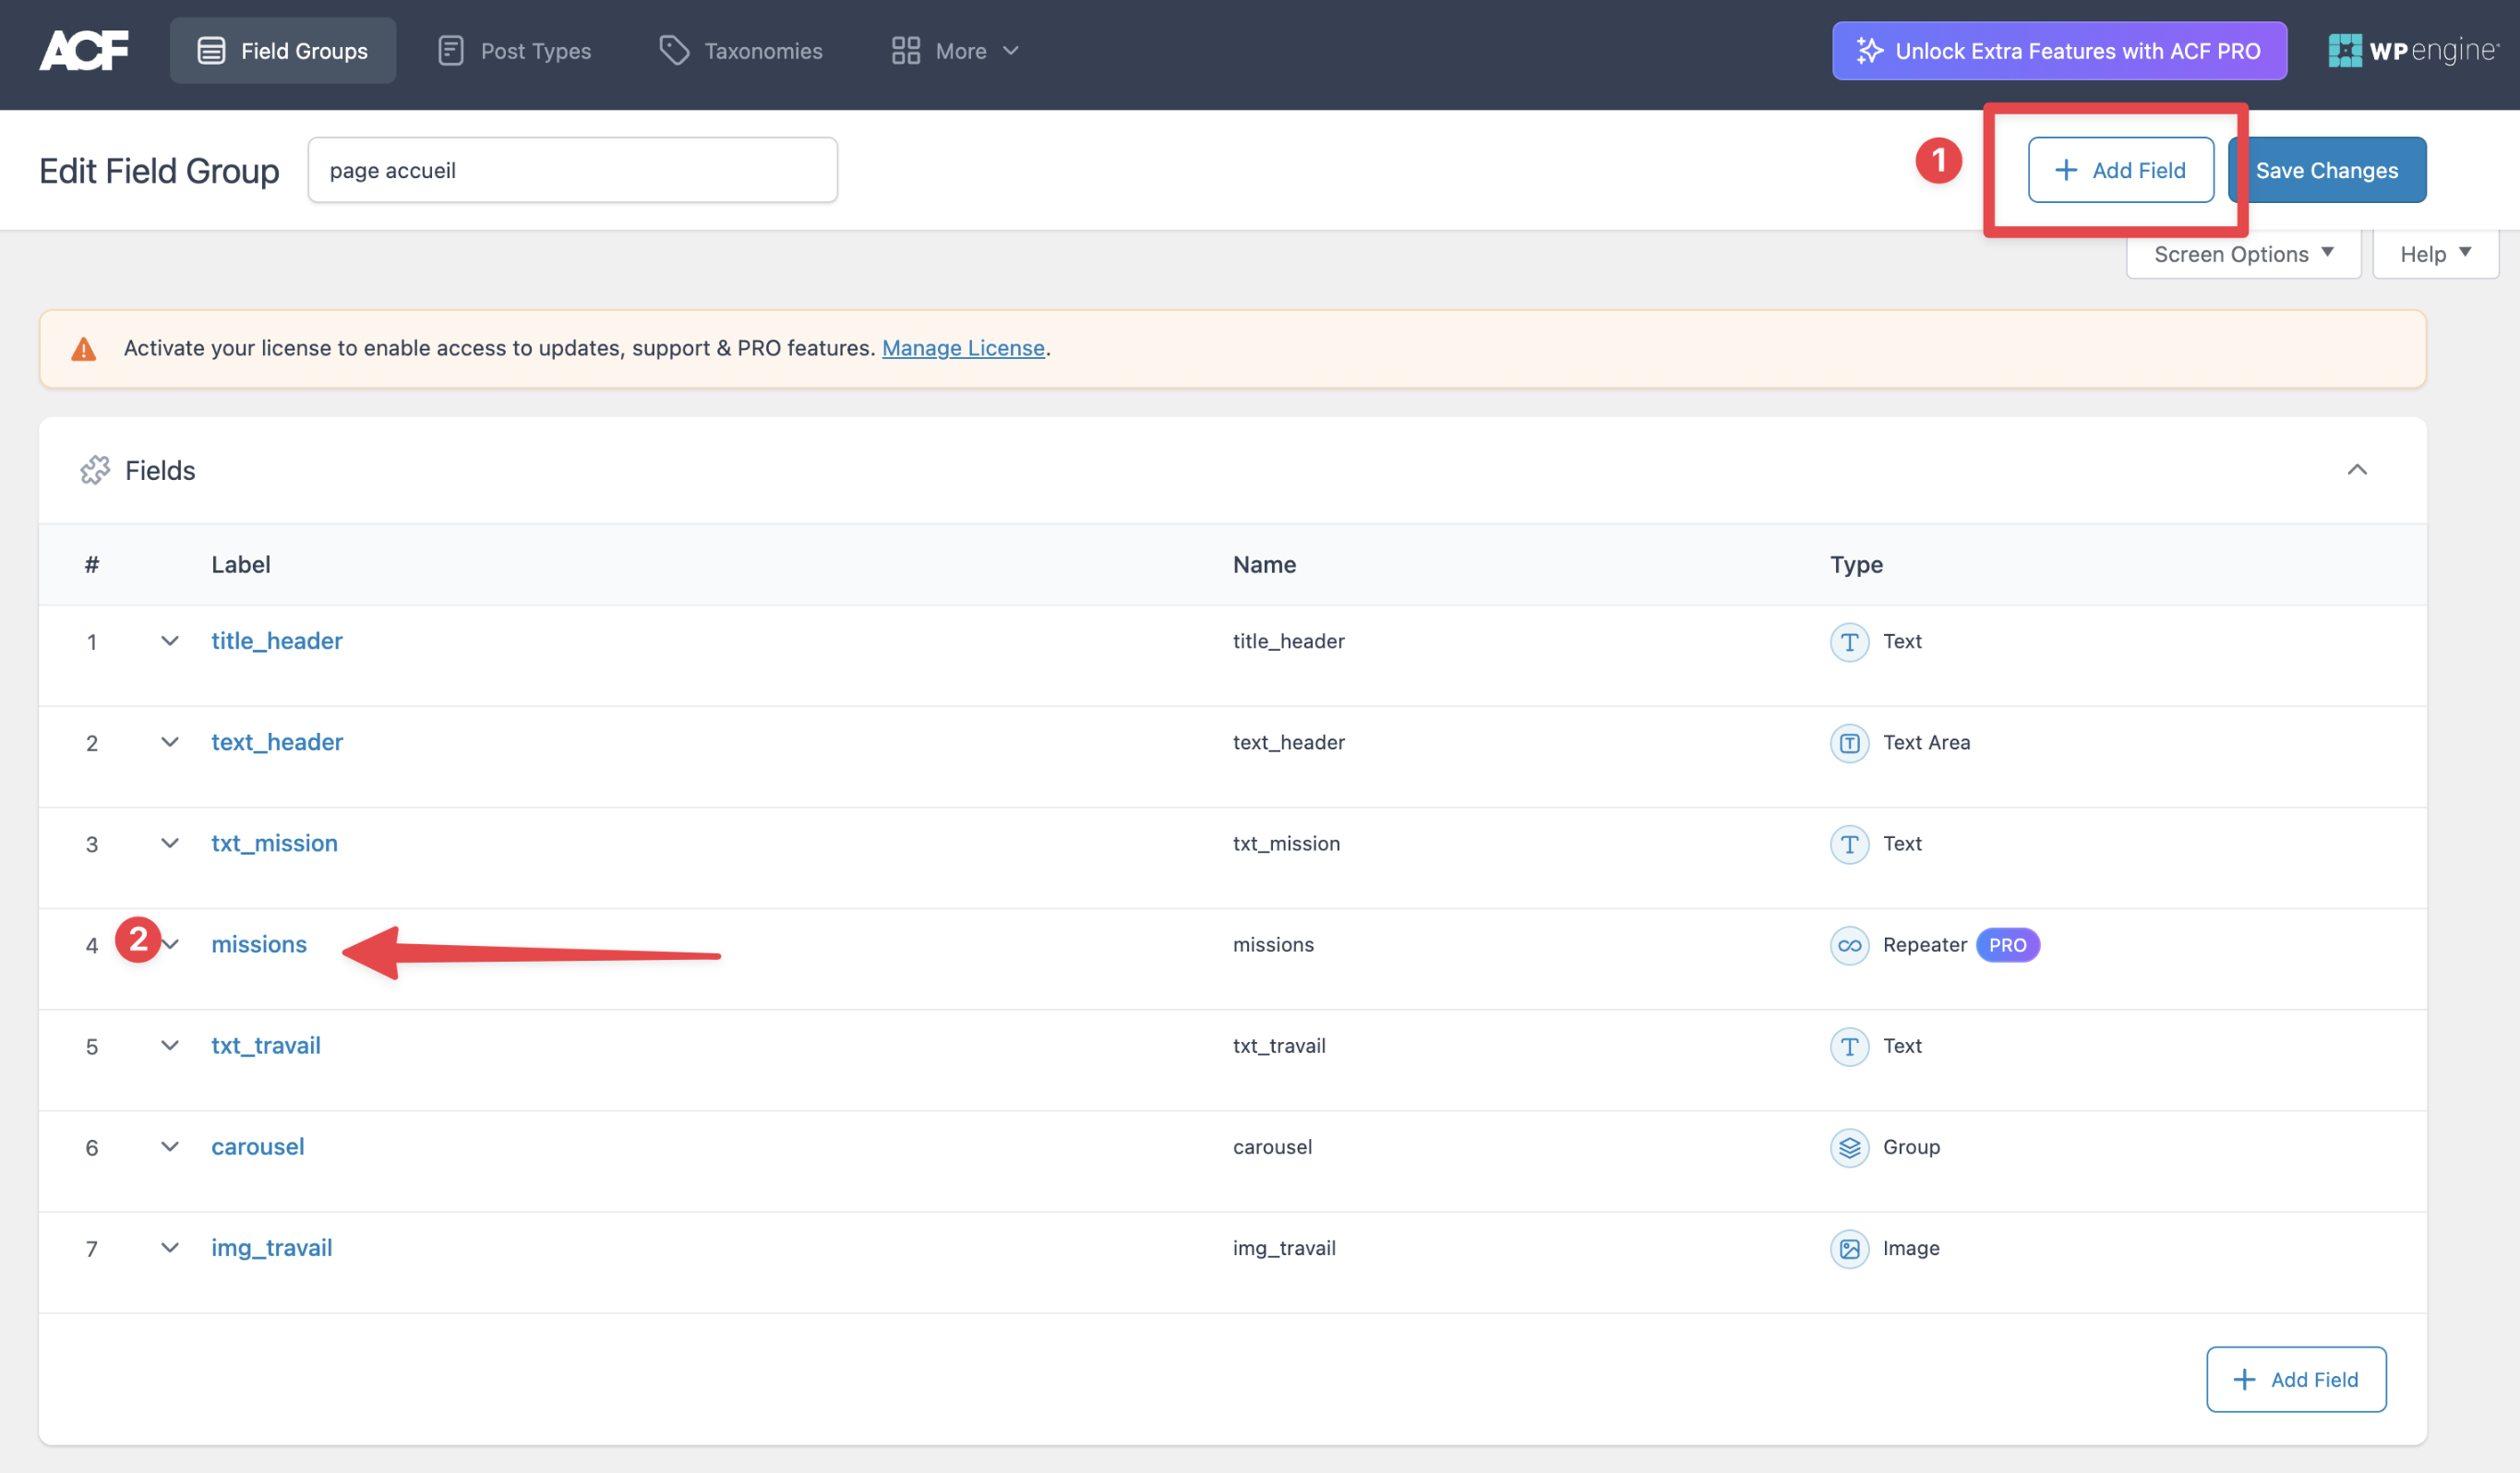 ACF Field Groups Post Types Taxonomies More Unlock Extra Features with ACF PRO WP engine
Edit Field Group page accueil 1 + Add Field Save Changes
Screen Options Help
Activate your license to enable access to updates, support & PRO features. Manage License.
Fields
# Label Name Type
1 title_header title_header Text
2 text_header text_header Text Area
3 txt_mission txt_mission Text
4 2 missions missions Repeater PRO
5 txt_travail txt_travail Text
6 carousel carousel Group
7 img_travail img_travail Image
+ Add Field